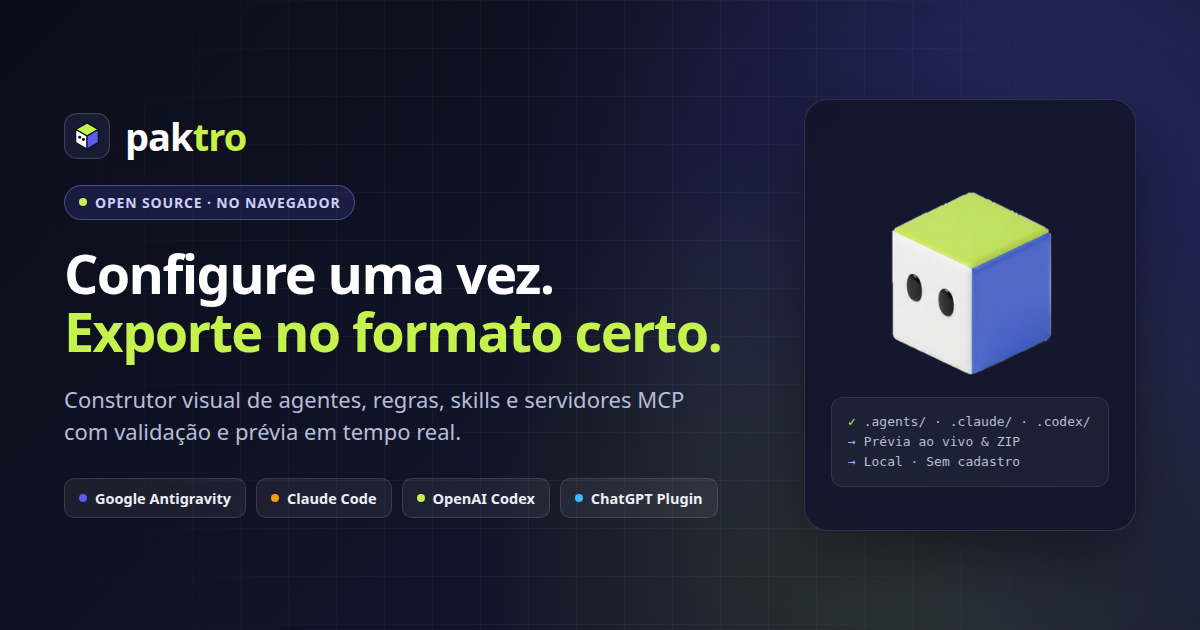 paktro
OPEN SOURCE · NO NAVEGADOR
Configure uma vez.
Exporte no formato certo.
Construtor visual de agentes, regras, skills e servidores MCP
com validação e prévia em tempo real.
Google Antigravity
Claude Code
OpenAI Codex
ChatGPT Plugin
✓ .agents/ · .claude/ · .codex/
→ Prévia ao vivo & ZIP
→ Local · Sem cadastro